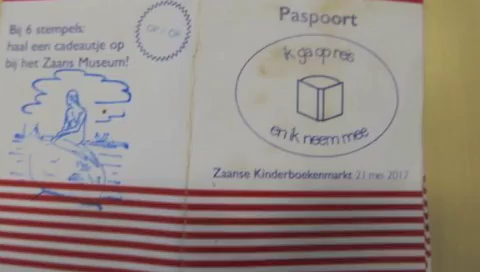 Bij 6 stempels:
haal een cadeautje op
bij het Zaans Museum!
OP = OP
Paspoort
ik ga op reis
en ik neem mee
Zaanse Kinderboekenmarkt 21 mei 2017